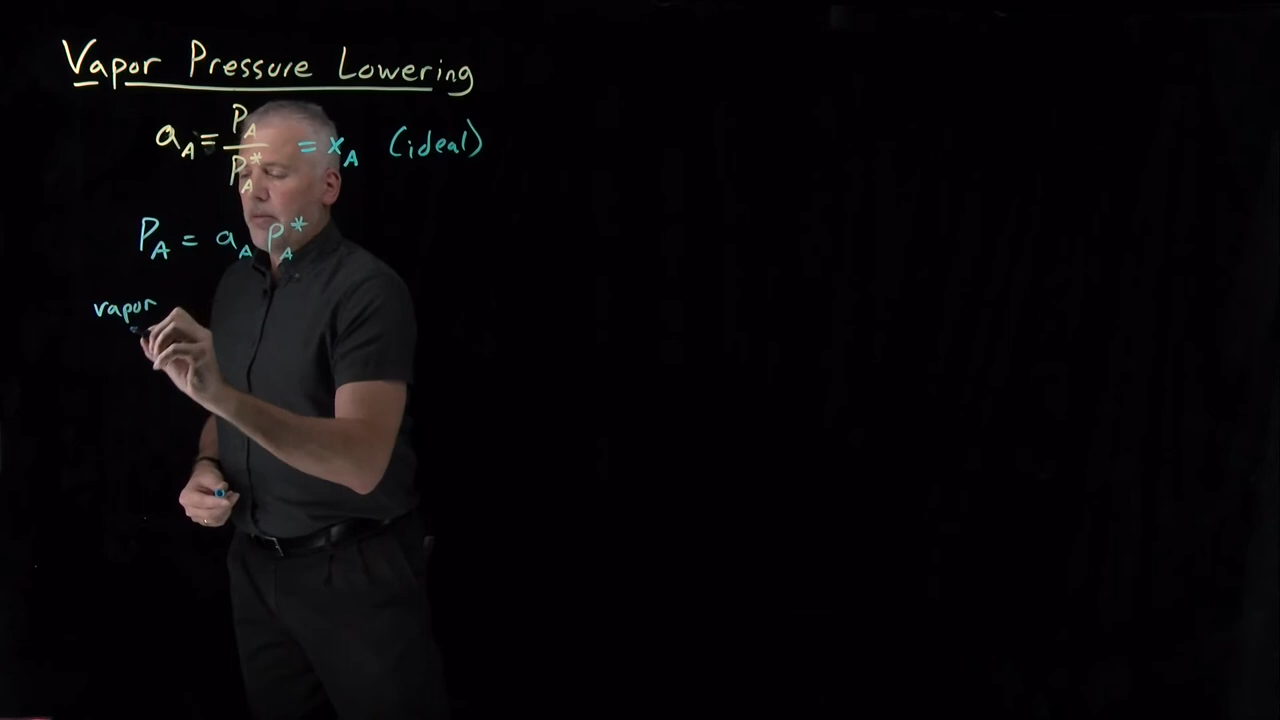 Vapor Pressure Lowering
a_A = P_A / P_A* = x_A (ideal)
P_A = a_A P_A*
vapor